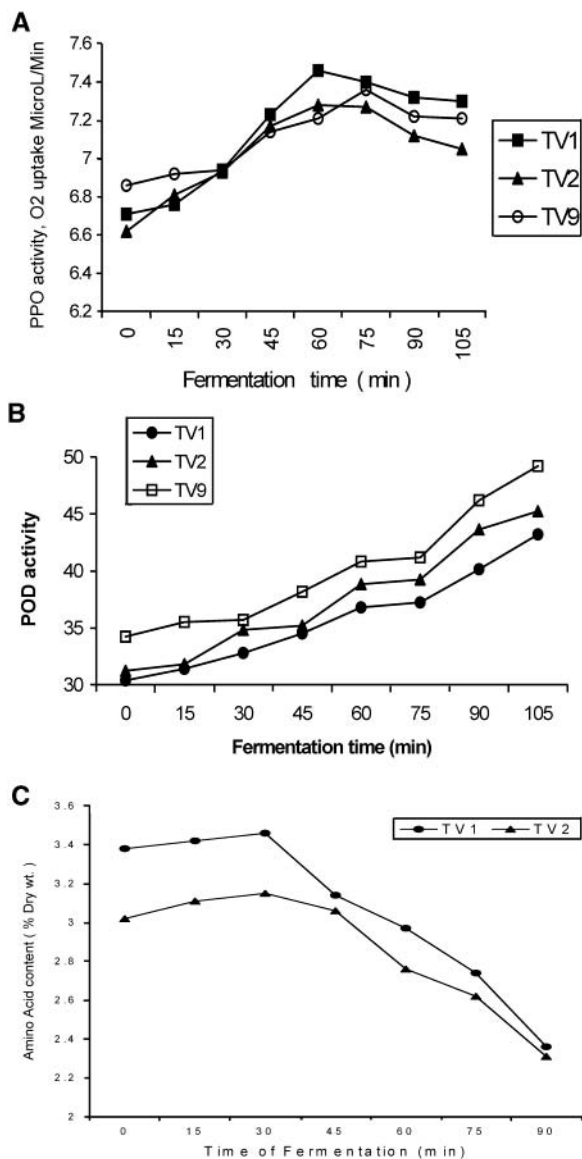 A
PPO activity, O2 uptake MicroL/Min
7.6
7.4
7.2
7
6.8
6.6
6.4
6.2
0 15 30 45 60 75 90 105
Fermentation time ( min )
TV1
TV2
TV9
B
TV1
TV2
TV9
POD activity
50
45
40
35
30
0 15 30 45 60 75 90 105
Fermentation time (min)
C
TV1 TV2
Amino Acid content ( % Dry wt. )
3.6
3.4
3.2
3
2.8
2.6
2.4
2.2
2
0 15 30 45 60 75 90
Time of Fermentation (min)